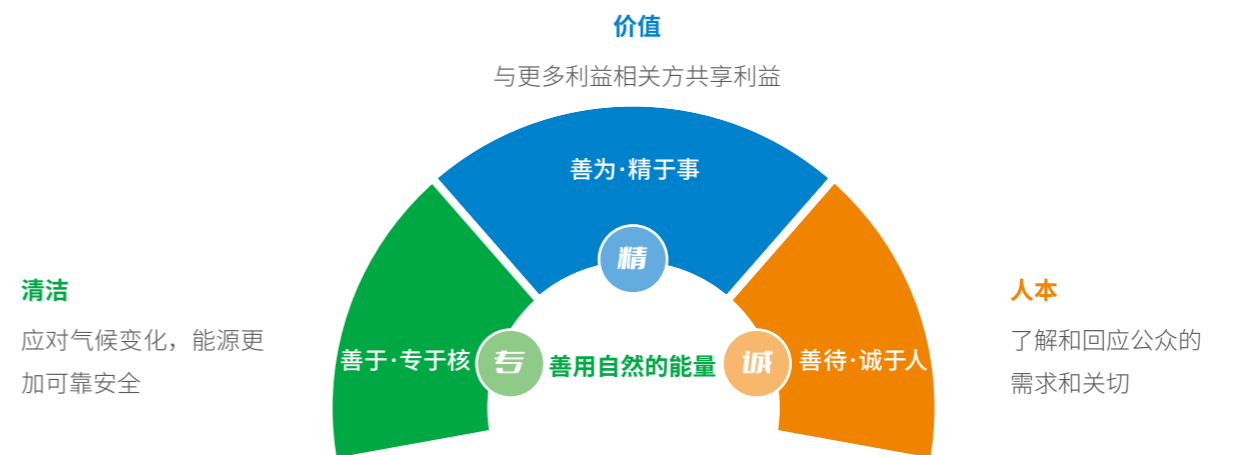 价值
与更多利益相关方共享利益
善为·精于事
精
清洁
应对气候变化，能源更
加可靠安全
善于·专于核
专
善用自然的能量
诚
善待·诚于人
人本
了解和回应公众的
需求和关切